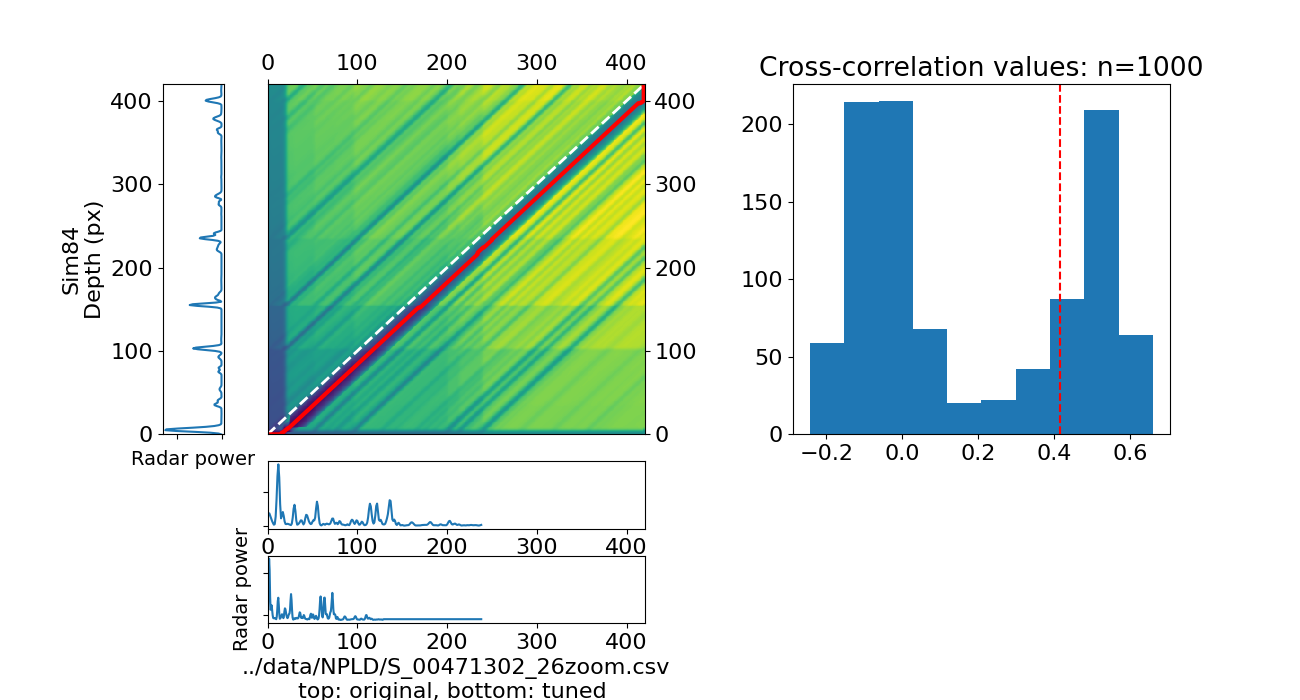 0 100 200 300 400
Cross-correlation values: n=1000
400
300
200
100
0
Sim84
Depth (px)
Radar power
400
300
200
100
0
200
150
100
50
0
−0.2 0.0 0.2 0.4 0.6
0 100 200 300 400
Radar power
0 100 200 300 400
../data/NPLD/S_00471302_26zoom.csv
top: original, bottom: tuned